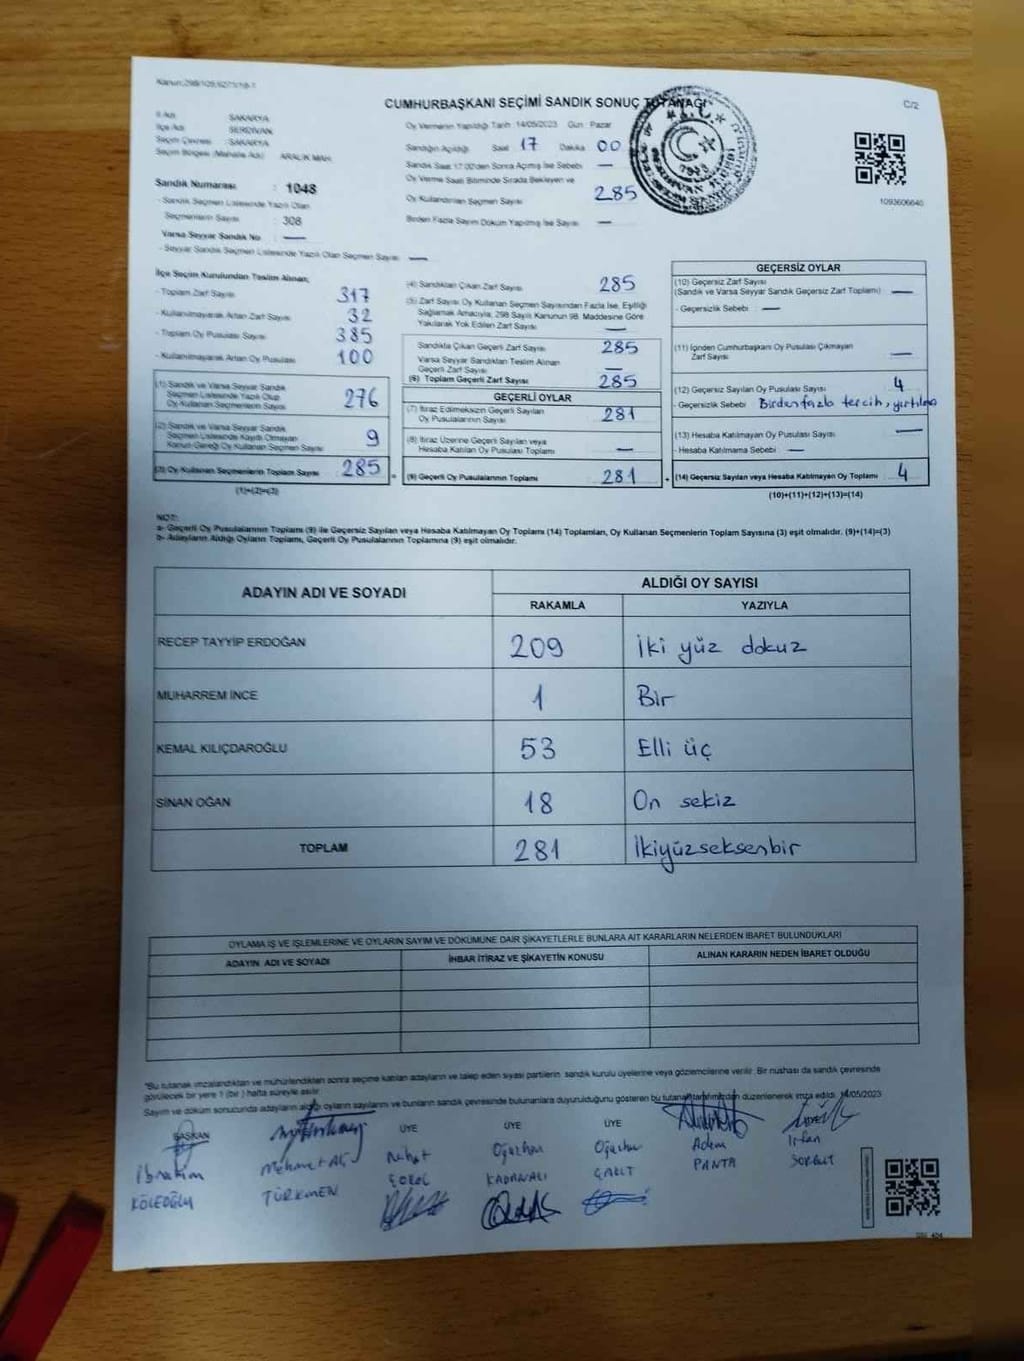 Kanun:298/105,6271/18-1
CUMHURBAŞKANI SEÇİMİ SANDIK SONUÇ TUTANAĞI
C/2
İl Adı SAKARYA
İlçe Adı SERDİVAN
Seçim Çevresi SAKARYA
Seçim Bölgesi (Mahalle Adı) ARALIK MAH.
Oy Vermenin Yapıldığı Tarih :14/05/2023 Gün : Pazar
Sandığın Açıldığı Saat 17 Dakika 00
Sandık Saat 17:00'den Sonra Açılmış İse Sebebi —
Oy Verme Saati Bitiminde Sırada Bekleyen ve
Oy Kullandırılan Seçmen Sayısı 285
Birden Fazla Sayım Döküm Yapılmış İse Sayısı —
1093606640
Sandık Numarası : 1048
- Sandık Seçmen Listesinde Yazılı Olan
Seçmenlerin Sayısı : 308
Varsa Seyyar Sandık No : —
- Seyyar Sandık Seçmen Listesinde Yazılı Olan Seçmen Sayısı —
İlçe Seçim Kurulundan Teslim Alınan;
- Toplam Zarf Sayısı 317
- Kullanılmayarak Artan Zarf Sayısı 32
- Toplam Oy Pusulası Sayısı 385
- Kullanılmayarak Artan Oy Pusulası 100
(1) Sandık ve Varsa Seyyar Sandık
Seçmen Listesinde Yazılı Olup
Oy Kullanan Seçmenlerin Sayısı 276
(2) Sandık ve Varsa Seyyar Sandık
Seçmen Listesinde Kayıtlı Olmayan
Kanun Gereği Oy Kullanan Seçmen Sayısı 9
(3) Oy Kullanan Seçmenlerin Toplam Sayısı 285
(1)+(2)=(3)
(4) Sandıktan Çıkan Zarf Sayısı 285
(5) Zarf Sayısı Oy Kullanan Seçmen Sayısından Fazla İse, Eşitliği
Sağlamak Amacıyla, 298 Sayılı Kanunun 98. Maddesine Göre
Yakılarak Yok Edilen Zarf Sayısı —
Sandıkta Çıkan Geçerli Zarf Sayısı 285
Varsa Seyyar Sandıktan Teslim Alınan
Geçerli Zarf Sayısı —
(6) Toplam Geçerli Zarf Sayısı 285
GEÇERLİ OYLAR
(7) İtiraz Edilmeksizin Geçerli Sayılan
Oy Pusulalarının Sayısı 281
(8) İtiraz Üzerine Geçerli Sayılan veya
Hesaba Katılan Oy Pusulası Toplamı —
(9) Geçerli Oy Pusulalarının Toplamı 281
GEÇERSİZ OYLAR
(10) Geçersiz Zarf Sayısı
(Sandık ve Varsa Seyyar Sandık Geçersiz Zarf Toplamı) —
- Geçersizlik Sebebi —
(11) İçinden Cumhurbaşkanı Oy Pusulası Çıkmayan
Zarf Sayısı —
(12) Geçersiz Sayılan Oy Pusulası Sayısı 4
- Geçersizlik Sebebi Birden fazla tercih, yırtılma
(13) Hesaba Katılmayan Oy Pusulası Sayısı —
- Hesaba Katılmama Sebebi —
(14) Geçersiz Sayılan veya Hesaba Katılmayan Oy Toplamı 4
(10)+(11)+(12)+(13)=(14)
NOT:
a- Geçerli Oy Pusulalarının Toplamı (9) ile Geçersiz Sayılan veya Hesaba Katılmayan Oy Toplamı (14) Toplamları, Oy Kullanan Seçmenlerin Toplam Sayısına (3) eşit olmalıdır. (9)+(14)=(3)
b- Adayların Aldığı Oyların Toplamı, Geçerli Oy Pusulalarının Toplamına (9) eşit olmalıdır.
ADAYIN ADI VE SOYADI ALDIĞI OY SAYISI
RAKAMLA YAZIYLA
RECEP TAYYİP ERDOĞAN 209 İki yüz dokuz
MUHARREM İNCE 1 Bir
KEMAL KILIÇDAROĞLU 53 Elli üç
SİNAN OĞAN 18 On sekiz
TOPLAM 281 İkiyüzseksenbir
OYLAMA İŞ VE İŞLEMLERİNE VE OYLARIN SAYIM VE DÖKÜMÜNE DAİR ŞİKAYETLERLE BUNLARA AİT KARARLARIN NELERDEN İBARET BULUNDUKLARI
ADAYIN ADI VE SOYADI İHBAR İTİRAZ VE ŞİKAYETİN KONUSU ALINAN KARARIN NEDEN İBARET OLDUĞU
"Bu tutanak imzalandıktan ve mühürlendikten sonra seçime katılan adayların ve talep eden siyasi partilerin sandık kurulu üyelerine veya gözlemcilerine verilir. Bir nüshası da sandık çevresinde
görülecek bir yere 1 (bir) hafta süreyle asılır.
Sayım ve döküm sonucunda adayların aldığı oyların sayılarını ve bunların sandık çevresinde bulunanlara duyurulduğunu gösteren bu tutanak tarafımızdan düzenlenerek imza edildi. 14/05/2023
BAŞKAN ÜYE ÜYE ÜYE
İbrahim Mehmet Ali Nihat Oğuzhan Oğuzhan Adem İrfan
KÖLEOĞLU TÜRKMEN KADANALI PANTA